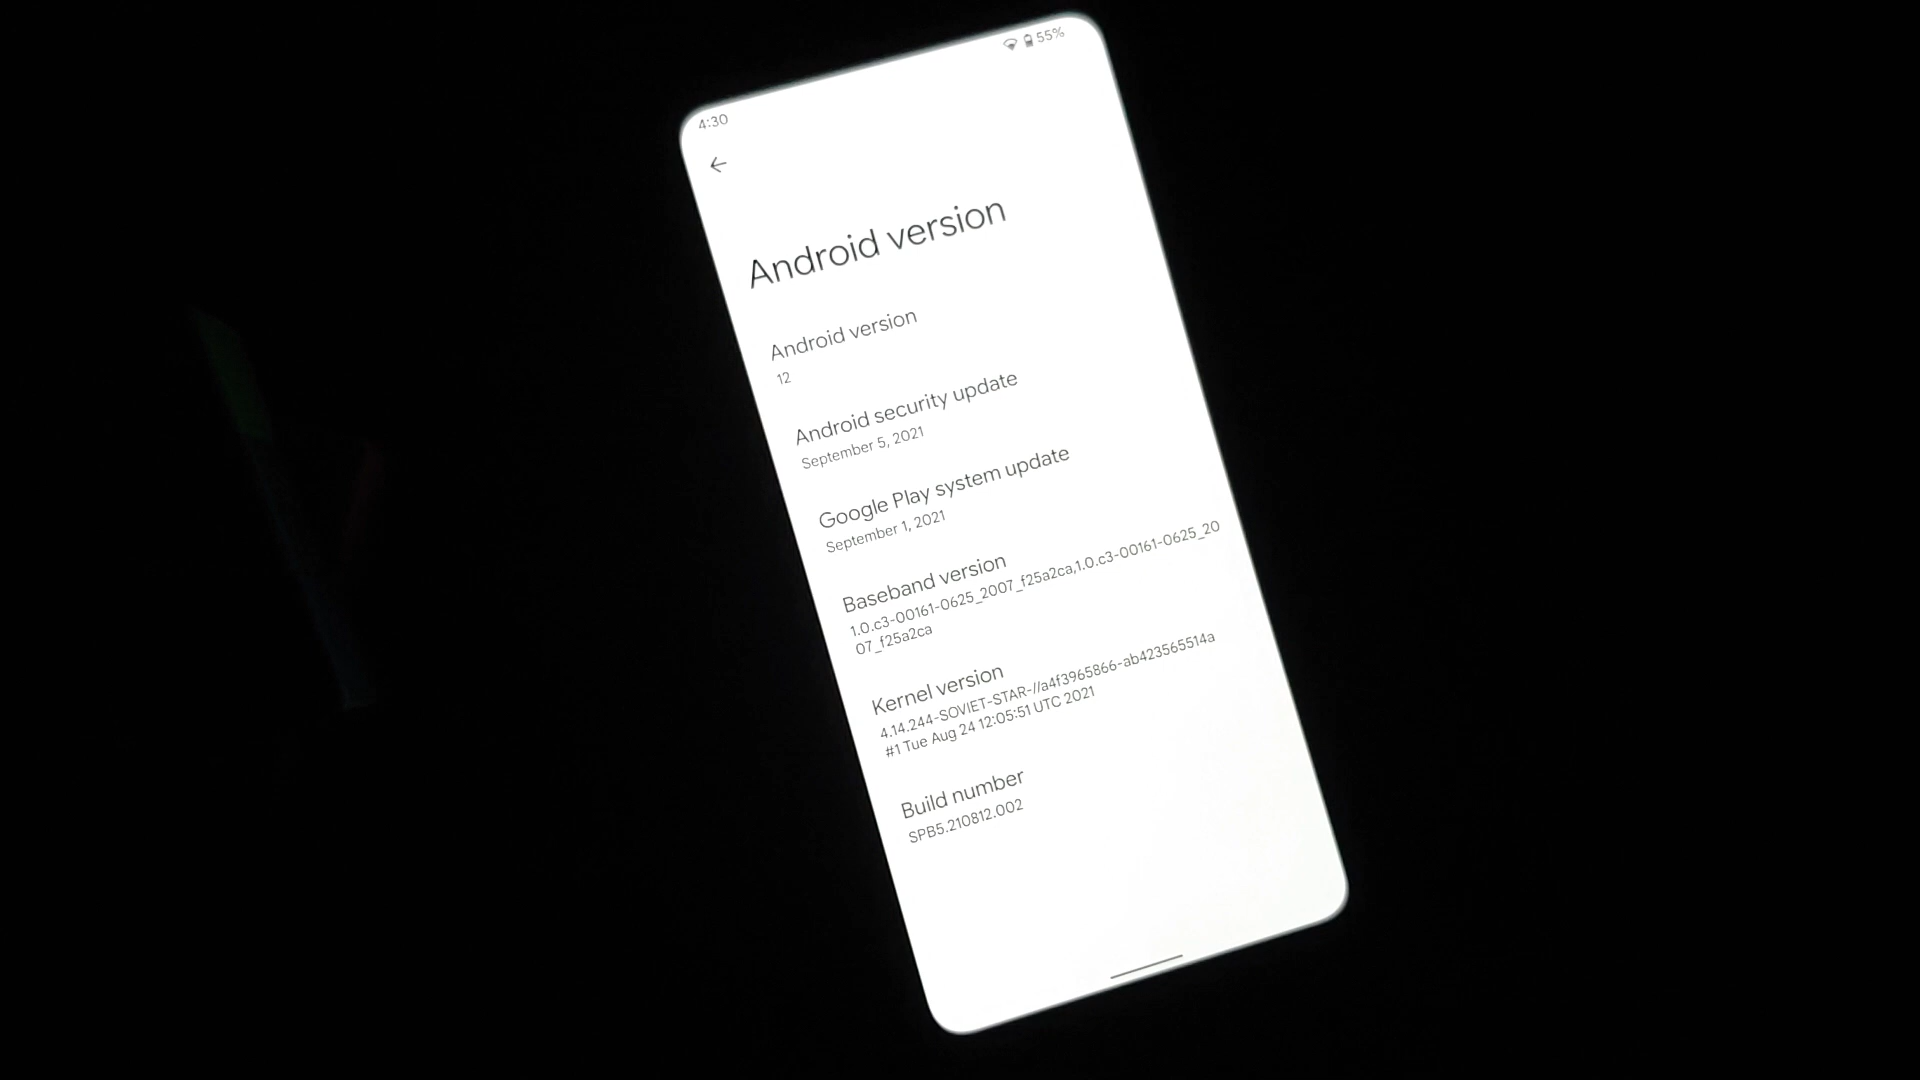 4:30
55%
Android version
Android version
12
Android security update
September 5, 2021
Google Play system update
September 1, 2021
Baseband version
1.0.c3-00161-0625_2007_f25a2ca,1.0.c3-00161-0625_20
07_f25a2ca
Kernel version
4.14.244-SOVIET-STAR-//a4f3965866-ab423565514a
#1 Tue Aug 24 12:05:51 UTC 2021
Build number
SPB5.210812.002